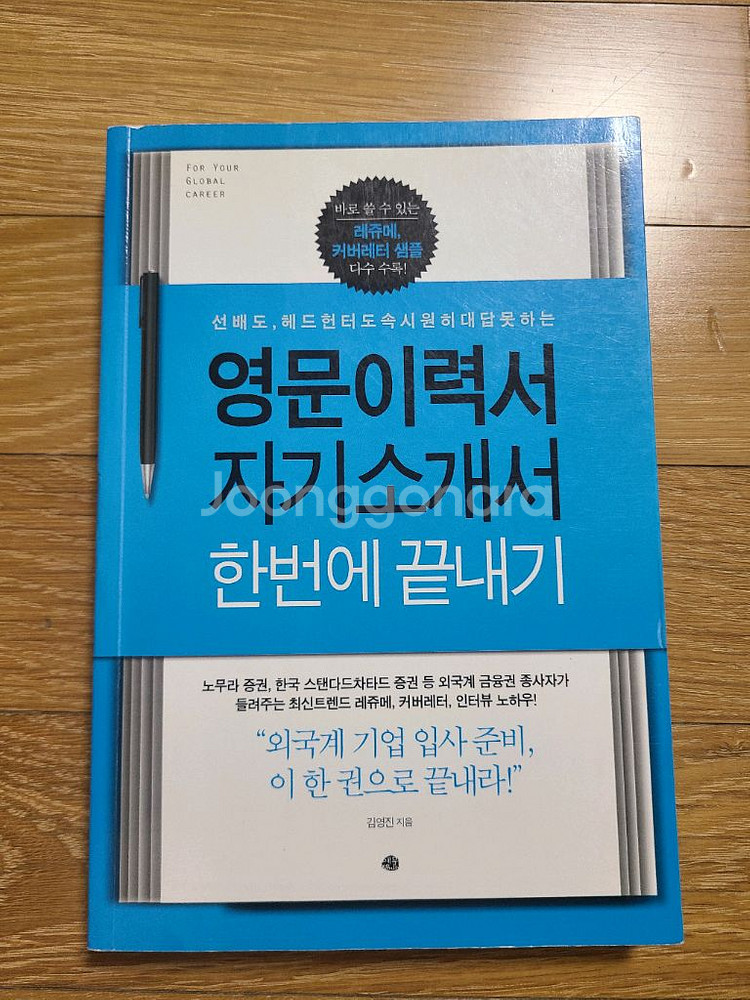 FOR YOUR
GLOBAL
CAREER
바로 쓸 수 있는
레쥬메,
커버레터 샘플
다수 수록!
선배도, 헤드헌터도 속시원히 대답 못하는
영문이력서
자기소개서
Joonggonara
한번에 끝내기
노무라 증권, 한국 스탠다드차타드 증권 등 외국계 금융권 종사자가
들려주는 최신트렌드 레쥬메, 커버레터, 인터뷰 노하우!
“외국계 기업 입사 준비,
이 한 권으로 끝내라!”
김영진 지음